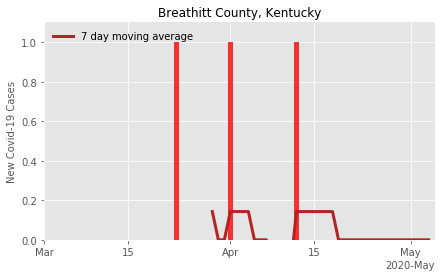 Breathitt County, Kentucky
7 day moving average
New Covid-19 Cases
1.0
0.8
0.6
0.4
0.2
0.0
Mar
15
Apr
15
May
2020-May